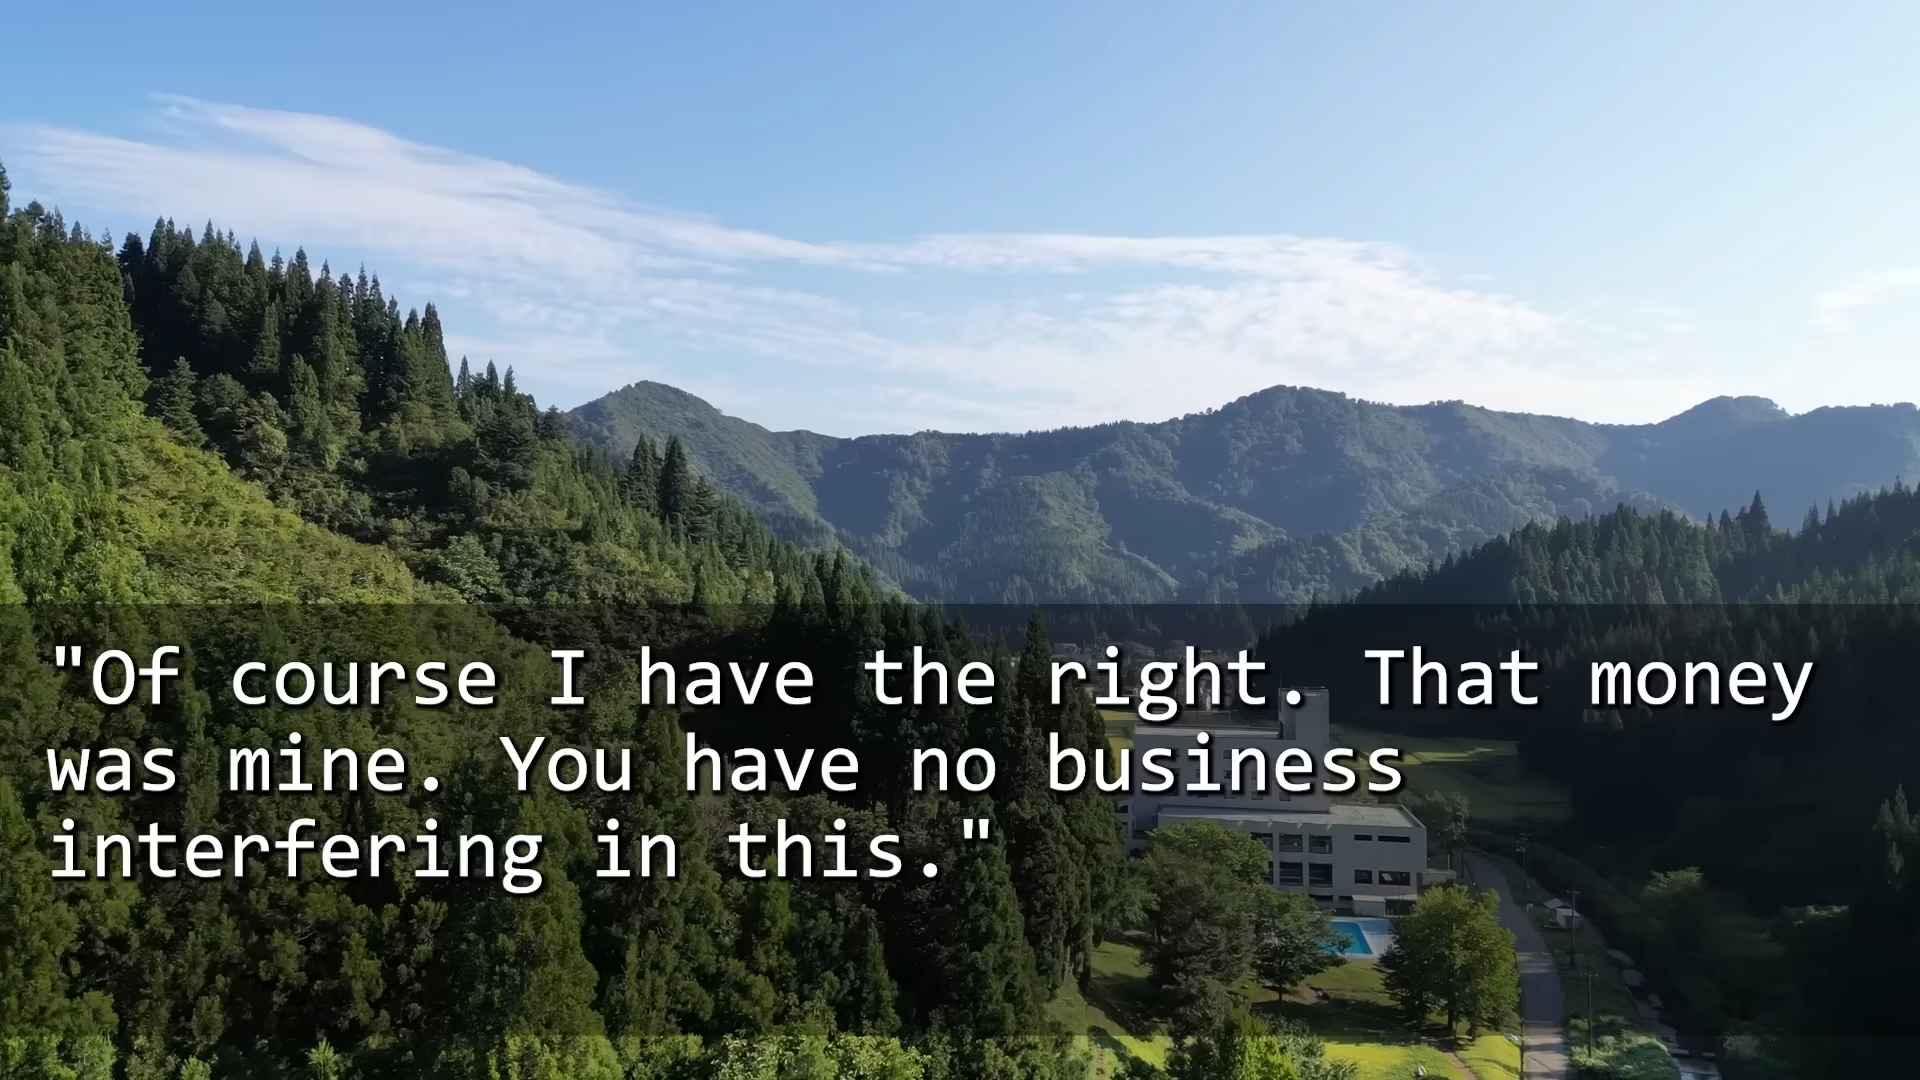 "Of course I have the right. That money
was mine. You have no business
interfering in this."